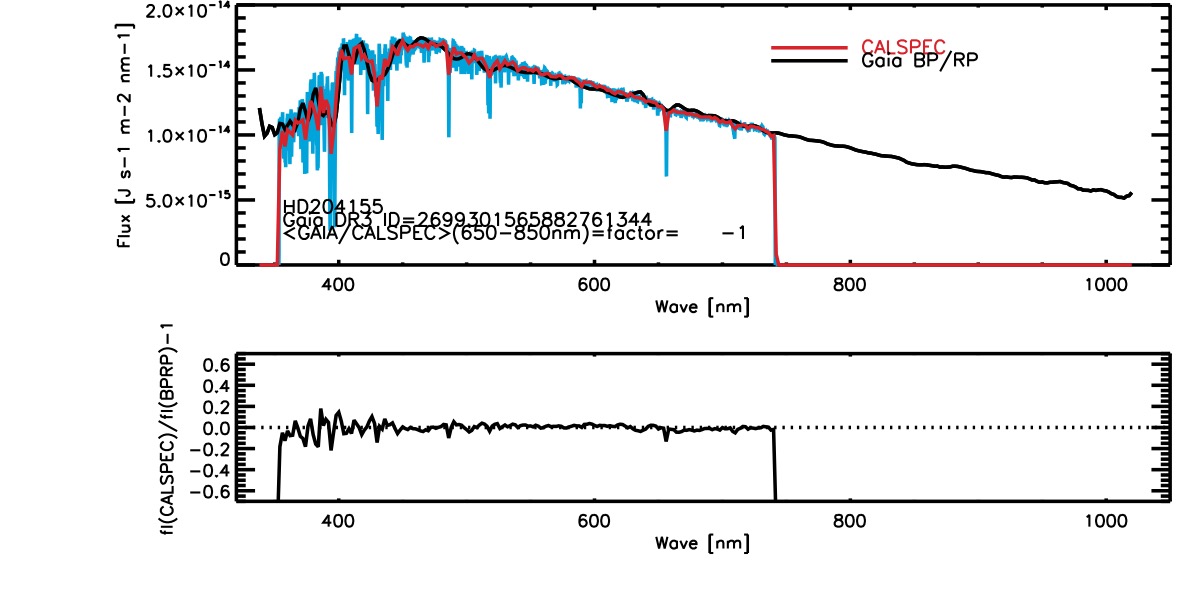 2.0×10−14
1.5×10−14
1.0×10−14
5.0×10−15
0
Flux [J s−1 m−2 nm−1]
CALSPEC
Gaia BP/RP
HD204155
Gaia DR3 ID=2699301565882761344
<GAIA/CALSPEC>(650−850nm)=factor= −1
400 600 800 1000
Wave [nm]
fl(CALSPEC)/fl(BPRP)−1
0.6
0.4
0.2
0.0
−0.2
−0.4
−0.6
400 600 800 1000
Wave [nm]